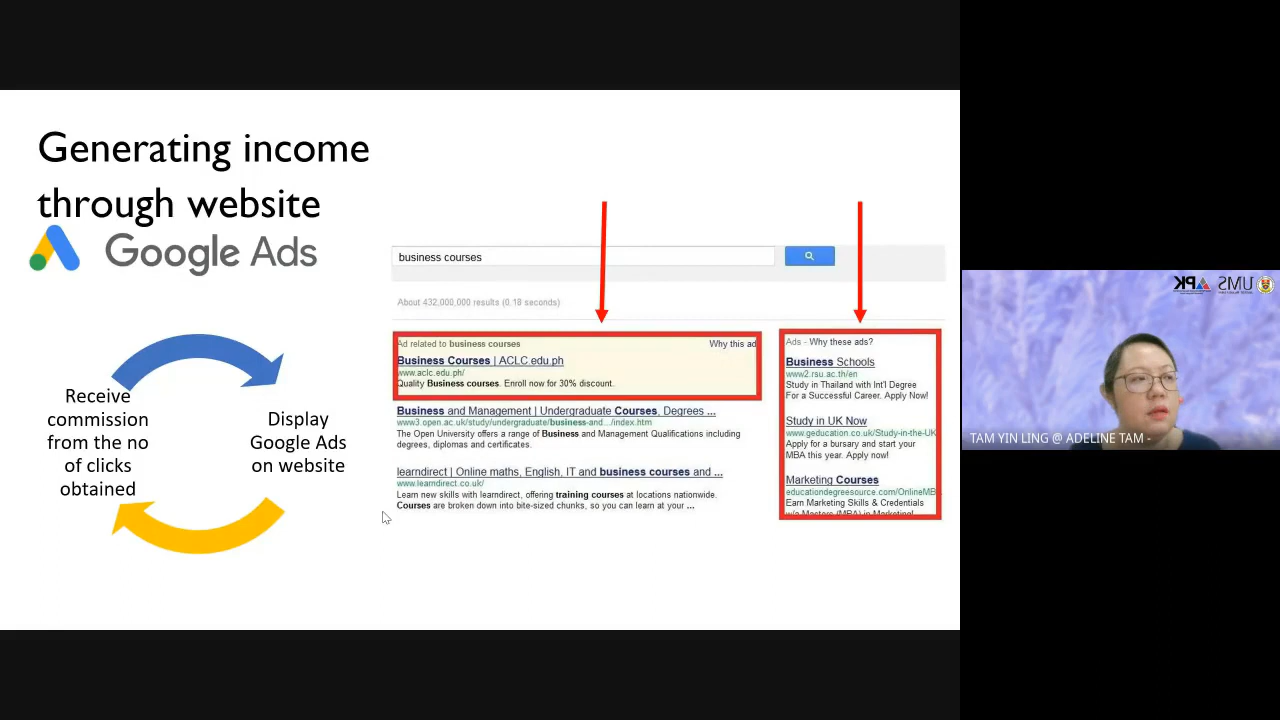 Generating income
through website
Google Ads
Receive
commission
from the no
of clicks
obtained
Display
Google Ads
on website
business courses
About 432,000,000 results (0.18 seconds)
Ad related to business courses
Why this ad
Business Courses | ACLC.edu.ph
www.aclc.edu.ph/
Quality Business courses. Enroll now for 30% discount.
Business and Management | Undergraduate Courses, Degrees ...
www3.open.ac.uk/study/undergraduate/business-and.../index.htm
The Open University offers a range of Business and Management Qualifications including
degrees, diplomas and certificates.
learndirect | Online maths, English, IT and business courses and ...
www.learndirect.co.uk/
Learn new skills with learndirect, offering training courses at locations nationwide.
Courses are broken down into bite-sized chunks, so you can learn at your ...
Ads - Why these ads?
Business Schools
www2.rsu.ac.th/en
Study in Thailand with Int'l Degree
For a Successful Career. Apply Now!
Study in UK Now
www.geducation.co.uk/Study-in-the-UK
Apply for a bursary and start your
MBA this year. Apply now!
Marketing Courses
educationdegreesource.com/OnlineMB
Earn Marketing Skills & Credentials
w/a Masters (MBA) in Marketing!
PK UMS
TAM YIN LING @ ADELINE TAM -